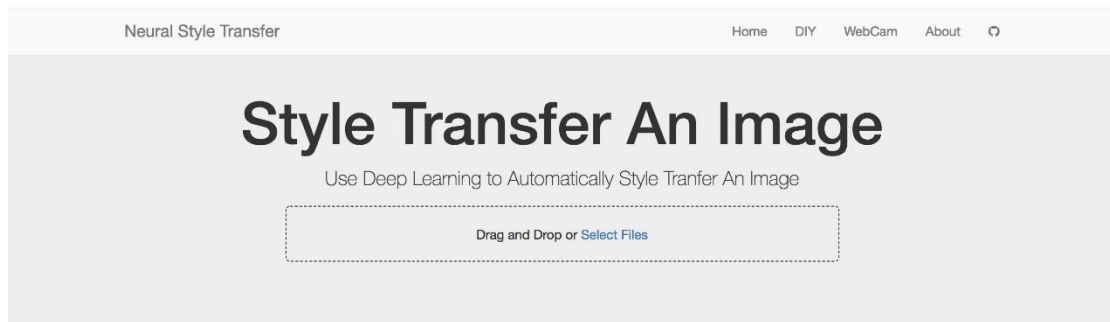 Neural Style Transfer Home DIY WebCam About
Style Transfer An Image
Use Deep Learning to Automatically Style Tranfer An Image
Drag and Drop or Select Files